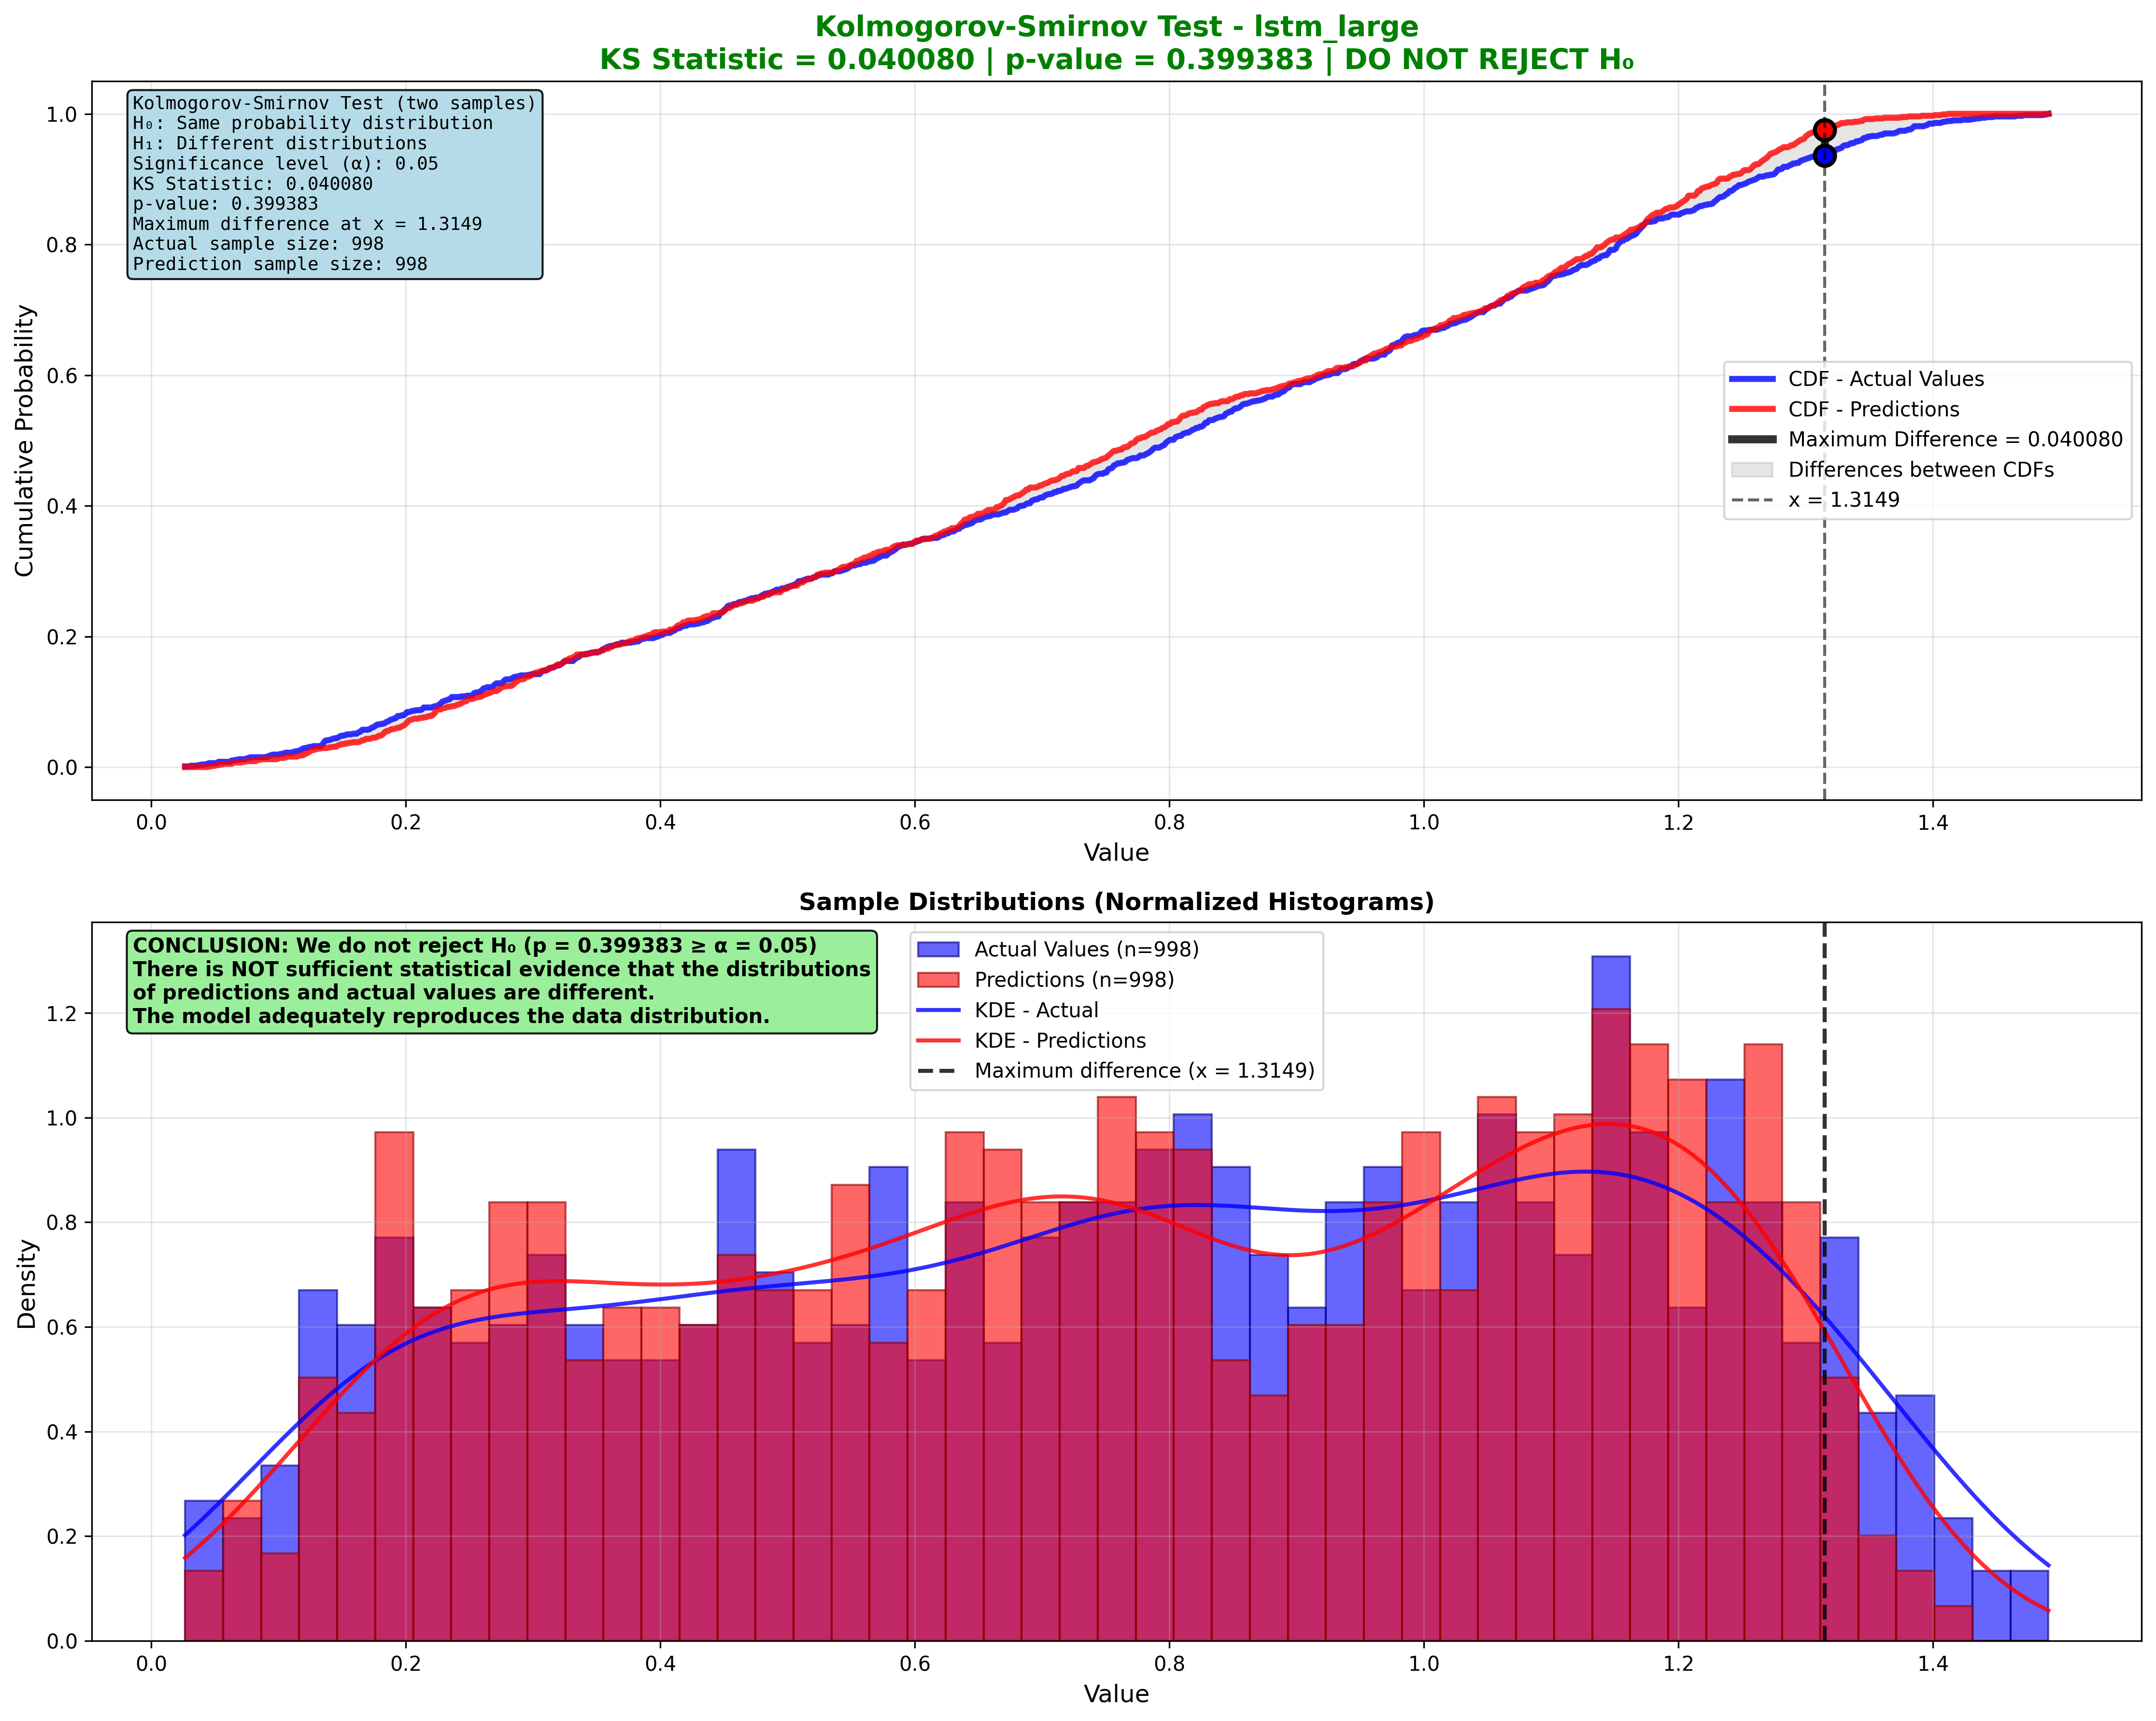 Kolmogorov-Smirnov Test - lstm_large
KS Statistic = 0.040080 | p-value = 0.399383 | DO NOT REJECT H₀
Kolmogorov-Smirnov Test (two samples)
H₀: Same probability distribution
H₁: Different distributions
Significance level (α): 0.05
KS Statistic: 0.040080
p-value: 0.399383
Maximum difference at x = 1.3149
Actual sample size: 998
Prediction sample size: 998
Cumulative Probability
1.0
0.8
0.6
0.4
0.2
0.0
CDF - Actual Values
CDF - Predictions
Maximum Difference = 0.040080
Differences between CDFs
x = 1.3149
0.0 0.2 0.4 0.6 0.8 1.0 1.2 1.4
Value
Sample Distributions (Normalized Histograms)
CONCLUSION: We do not reject H₀ (p = 0.399383 ≥ α = 0.05)
There is NOT sufficient statistical evidence that the distributions
of predictions and actual values are different.
The model adequately reproduces the data distribution.
Actual Values (n=998)
Predictions (n=998)
KDE - Actual
KDE - Predictions
Maximum difference (x = 1.3149)
Density
1.2
1.0
0.8
0.6
0.4
0.2
0.0
0.0 0.2 0.4 0.6 0.8 1.0 1.2 1.4
Value